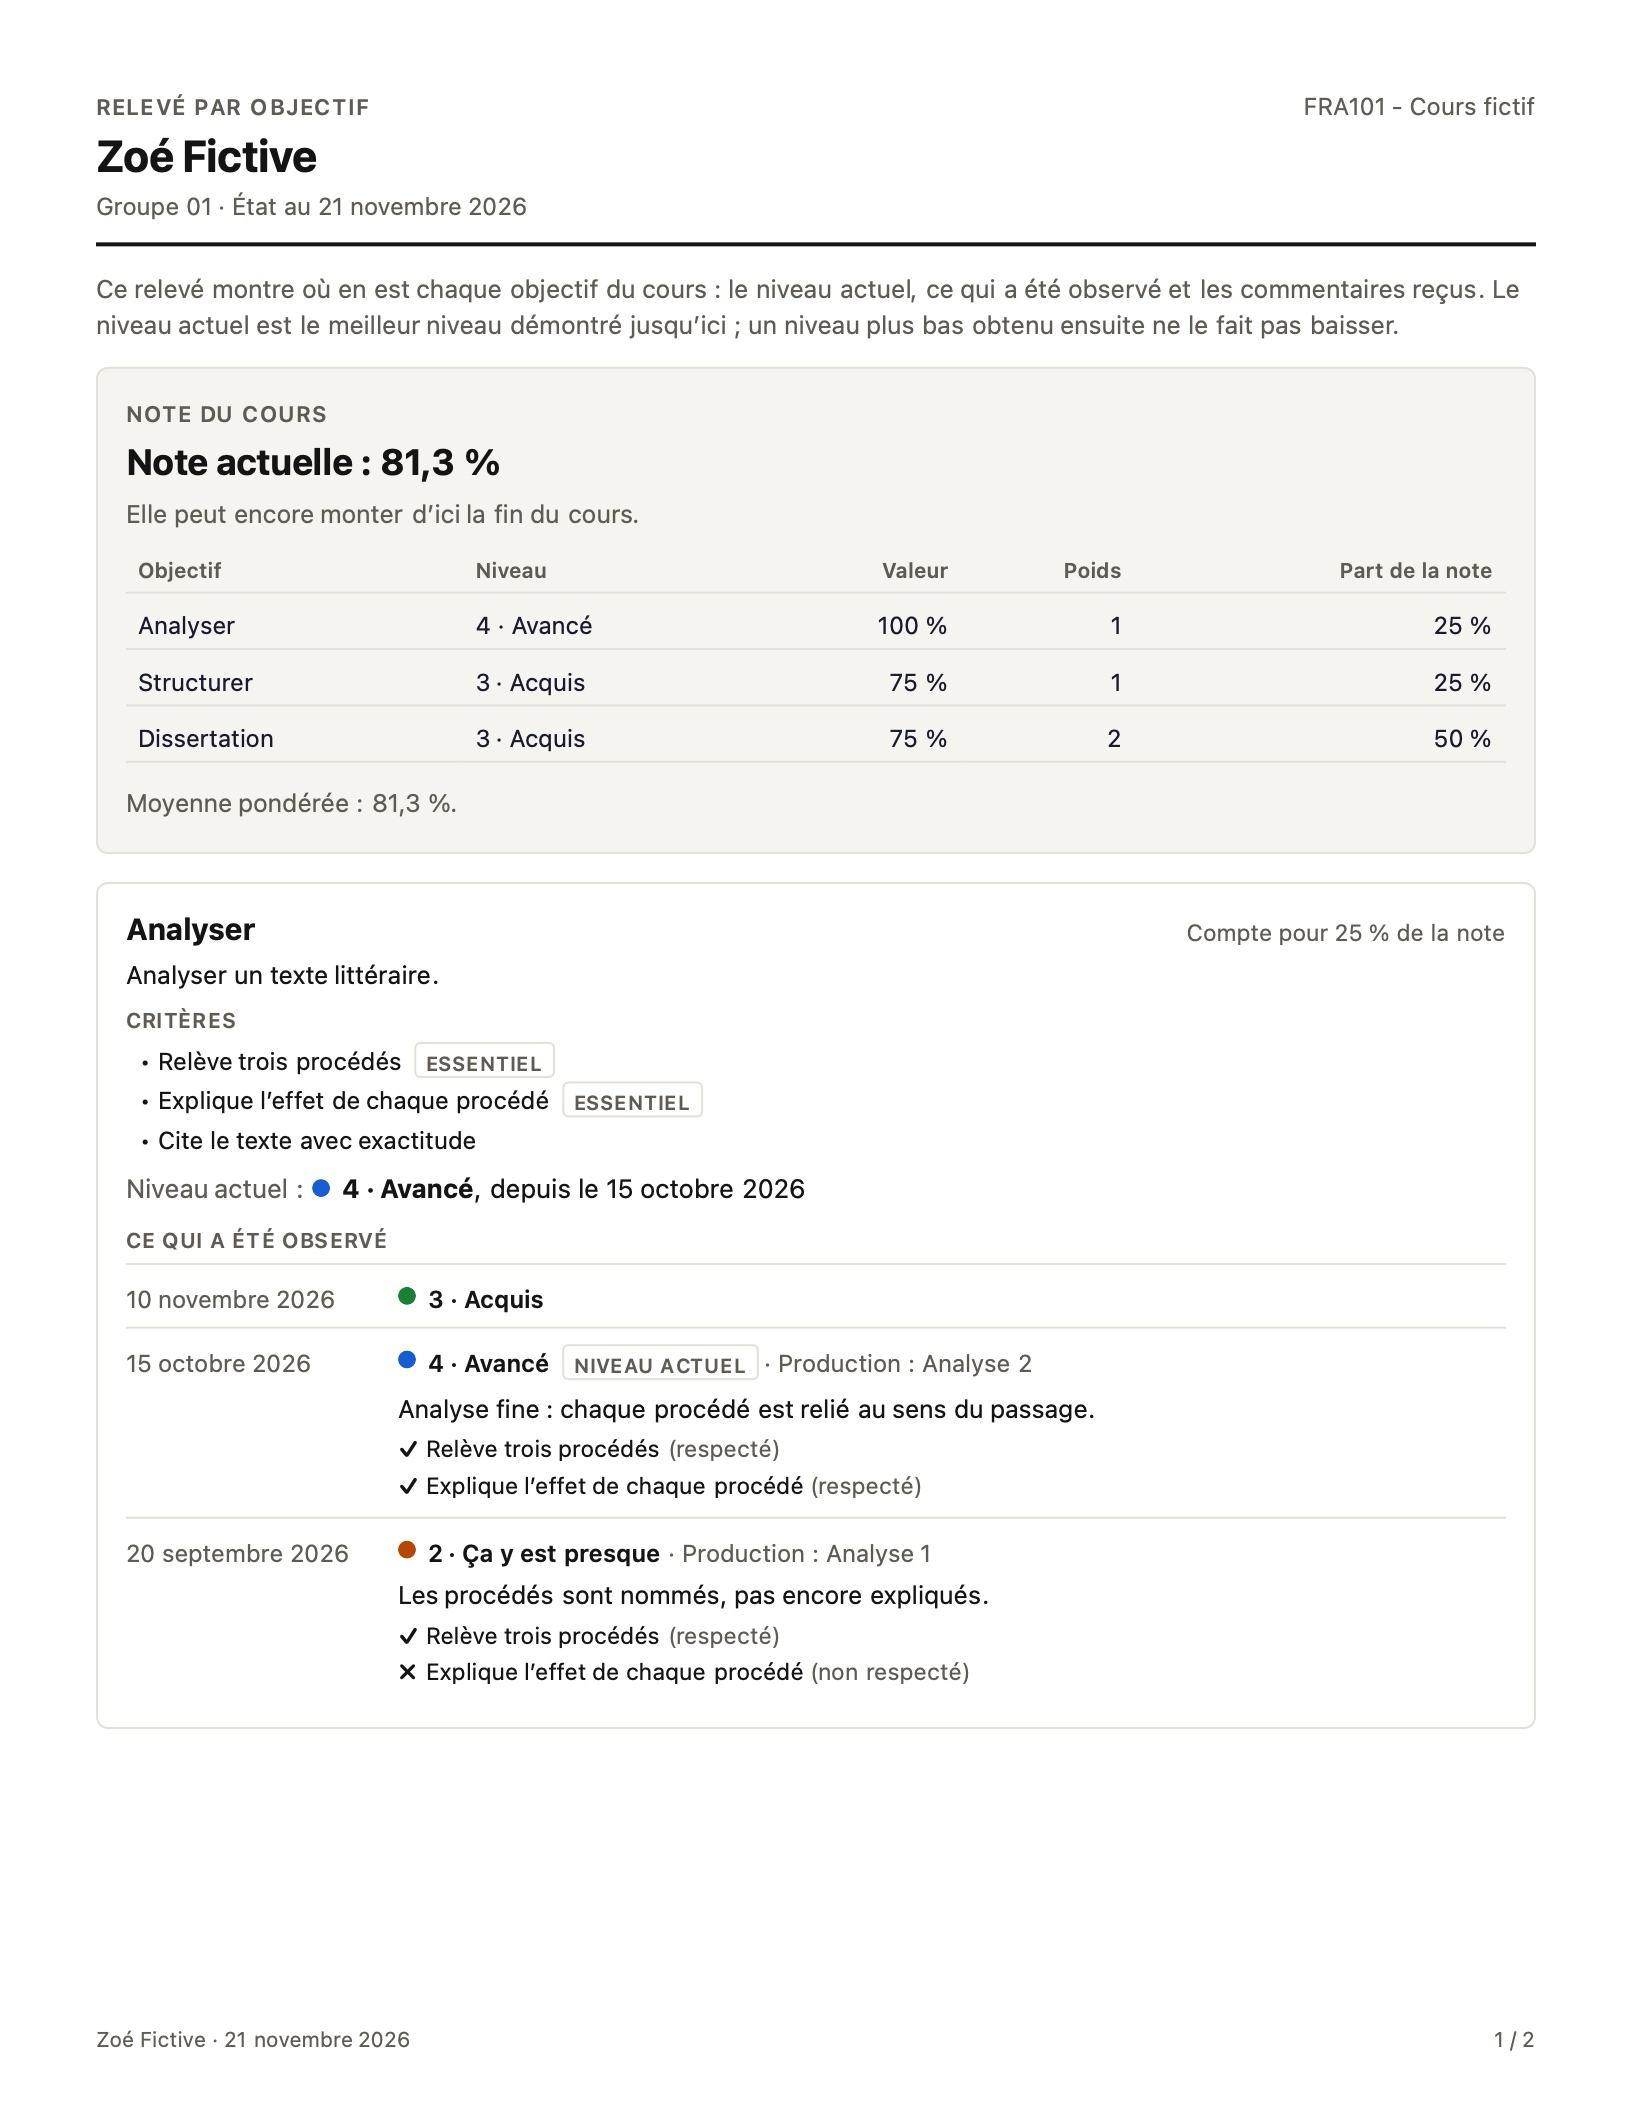 RELEVÉ PAR OBJECTIF
FRA101 - Cours fictif
Zoé Fictive
Groupe 01 · État au 21 novembre 2026
Ce relevé montre où en est chaque objectif du cours : le niveau actuel, ce qui a été observé et les commentaires reçus. Le
niveau actuel est le meilleur niveau démontré jusqu’ici ; un niveau plus bas obtenu ensuite ne le fait pas baisser.
NOTE DU COURS
Note actuelle : 81,3 %
Elle peut encore monter d’ici la fin du cours.
Objectif Niveau Valeur Poids Part de la note
Analyser 4 · Avancé 100 % 1 25 %
Structurer 3 · Acquis 75 % 1 25 %
Dissertation 3 · Acquis 75 % 2 50 %
Moyenne pondérée : 81,3 %.
Analyser
Compte pour 25 % de la note
Analyser un texte littéraire.
CRITÈRES
• Relève trois procédés ESSENTIEL
• Explique l’effet de chaque procédé ESSENTIEL
• Cite le texte avec exactitude
Niveau actuel : 4 · Avancé, depuis le 15 octobre 2026
CE QUI A ÉTÉ OBSERVÉ
10 novembre 2026 3 · Acquis
15 octobre 2026 4 · Avancé NIVEAU ACTUEL · Production : Analyse 2
Analyse fine : chaque procédé est relié au sens du passage.
✓ Relève trois procédés (respecté)
✓ Explique l’effet de chaque procédé (respecté)
20 septembre 2026 2 · Ça y est presque · Production : Analyse 1
Les procédés sont nommés, pas encore expliqués.
✓ Relève trois procédés (respecté)
✕ Explique l’effet de chaque procédé (non respecté)
Zoé Fictive · 21 novembre 2026
1 / 2